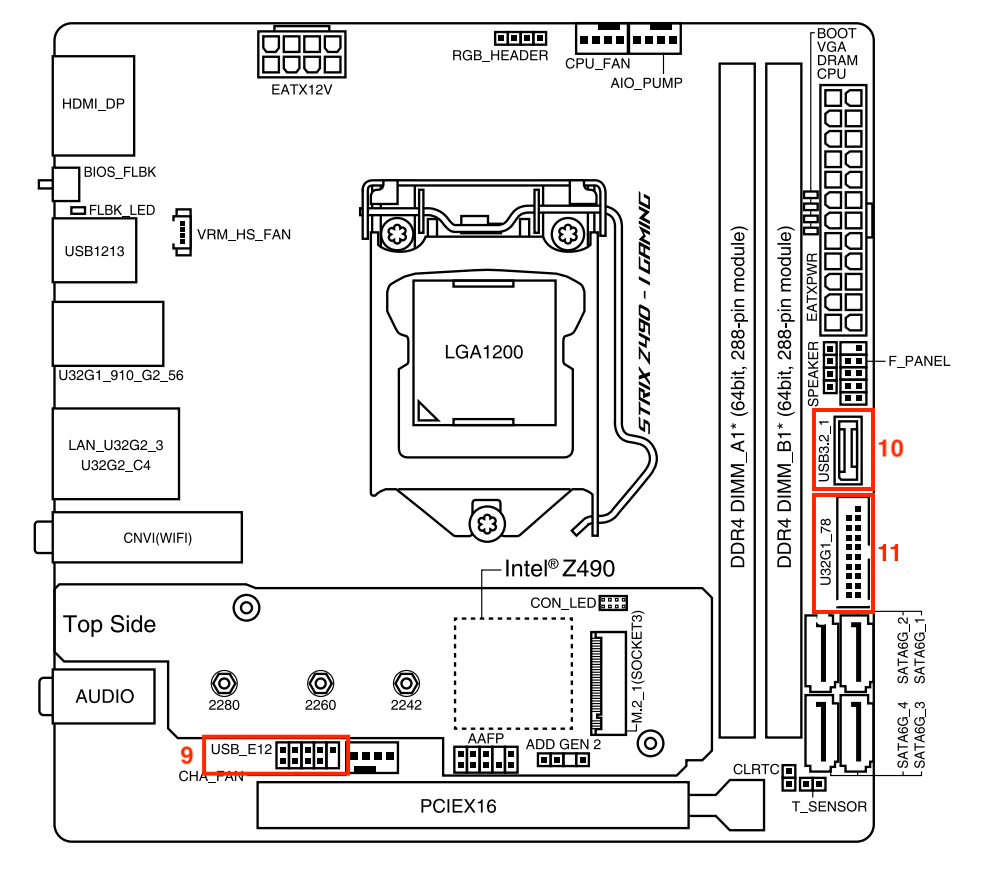 BOOT
VGA
DRAM
CPU
RGB_HEADER
CPU_FAN
AIO_PUMP
EATX12V
HDMI_DP
BIOS_FLBK
FLBK_LED
USB1213
VRM_HS_FAN
STRIX Z490 - I GAMING
DDR4 DIMM_A1* (64bit, 288-pin module)
DDR4 DIMM_B1* (64bit, 288-pin module)
EATXPWR
LGA1200
U32G1_910_G2_56
SPEAKER
F_PANEL
LAN_U32G2_3
U32G2_C4
USB3.2_1
10
CNVI(WIFI)
U32G1_78
11
Intel® Z490
CON_LED
Top Side
M.2_1(SOCKET3)
SATA6G_2
SATA6G_1
AUDIO
2280
2260
2242
SATA6G_4
SATA6G_3
9
USB_E12
CHA_FAN
AAFP
ADD GEN 2
CLRTC
T_SENSOR
PCIEX16